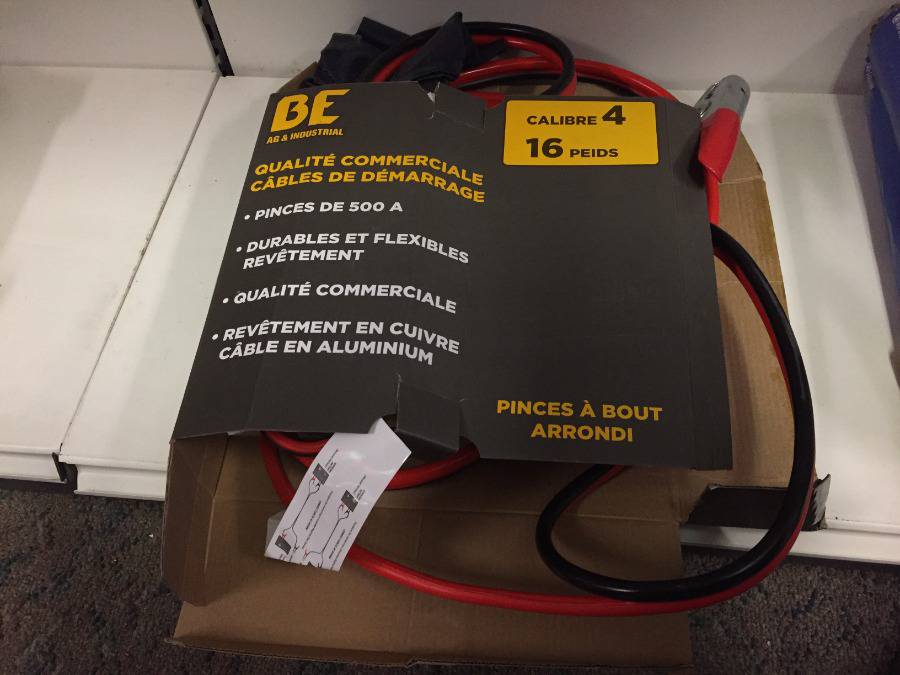 BE
AG & INDUSTRIAL
QUALITÉ COMMERCIALE
CÂBLES DE DÉMARRAGE
• PINCES DE 500 A
• DURABLES ET FLEXIBLES
REVÊTEMENT
• QUALITÉ COMMERCIALE
• REVÊTEMENT EN CUIVRE
CÂBLE EN ALUMINIUM
CALIBRE 4
16 PEIDS
PINCES À BOUT
ARRONDI